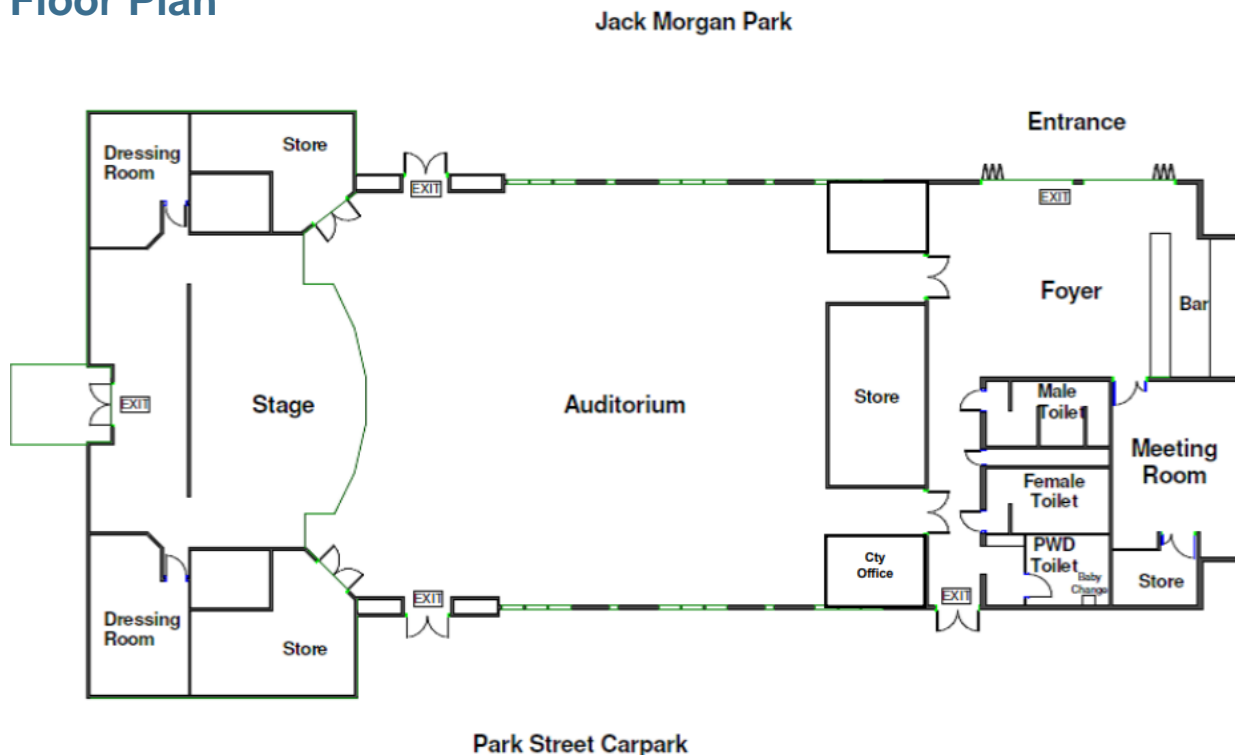 Floor Plan
Jack Morgan Park
Entrance
Dressing
Room
Store
EXIT
EXIT
Foyer
Bar
EXIT
Stage
Auditorium
Store
Male
Toilet
Meeting
Room
Female
Toilet
PWD
Toilet
Baby
Change
Store
Cty
Office
EXIT
EXIT
Dressing
Room
Store
Park Street Carpark